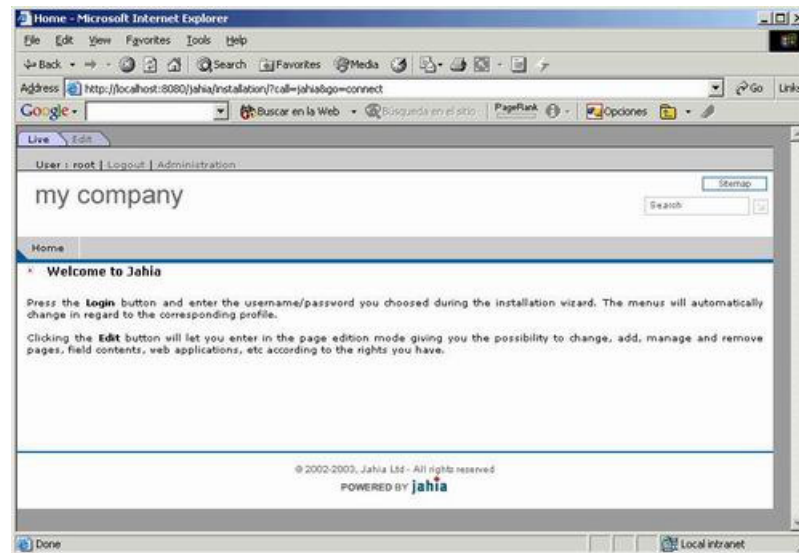 Home - Microsoft Internet Explorer
File Edit View Favorites Tools Help
Back Search Favorites Media
Address http://localhost:8080/jahia/installation/?call=jahia&go=connect Go Links
Google Buscar en la Web Búsqueda en el sitio PageRank Opciones
Live Edit
User : root | Logout | Administration
Sitemap
my company
Search
Home
Welcome to Jahia
Press the Login button and enter the username/password you choosed during the installation wizard. The menus will automatically
change in regard to the corresponding profile.
Clicking the Edit button will let you enter in the page edition mode giving you the possibility to change, add, manage and remove
pages, field contents, web applications, etc according to the rights you have.
© 2002-2003, Jahia Ltd - All rights reserved
POWERED BY jahia
Done Local intranet